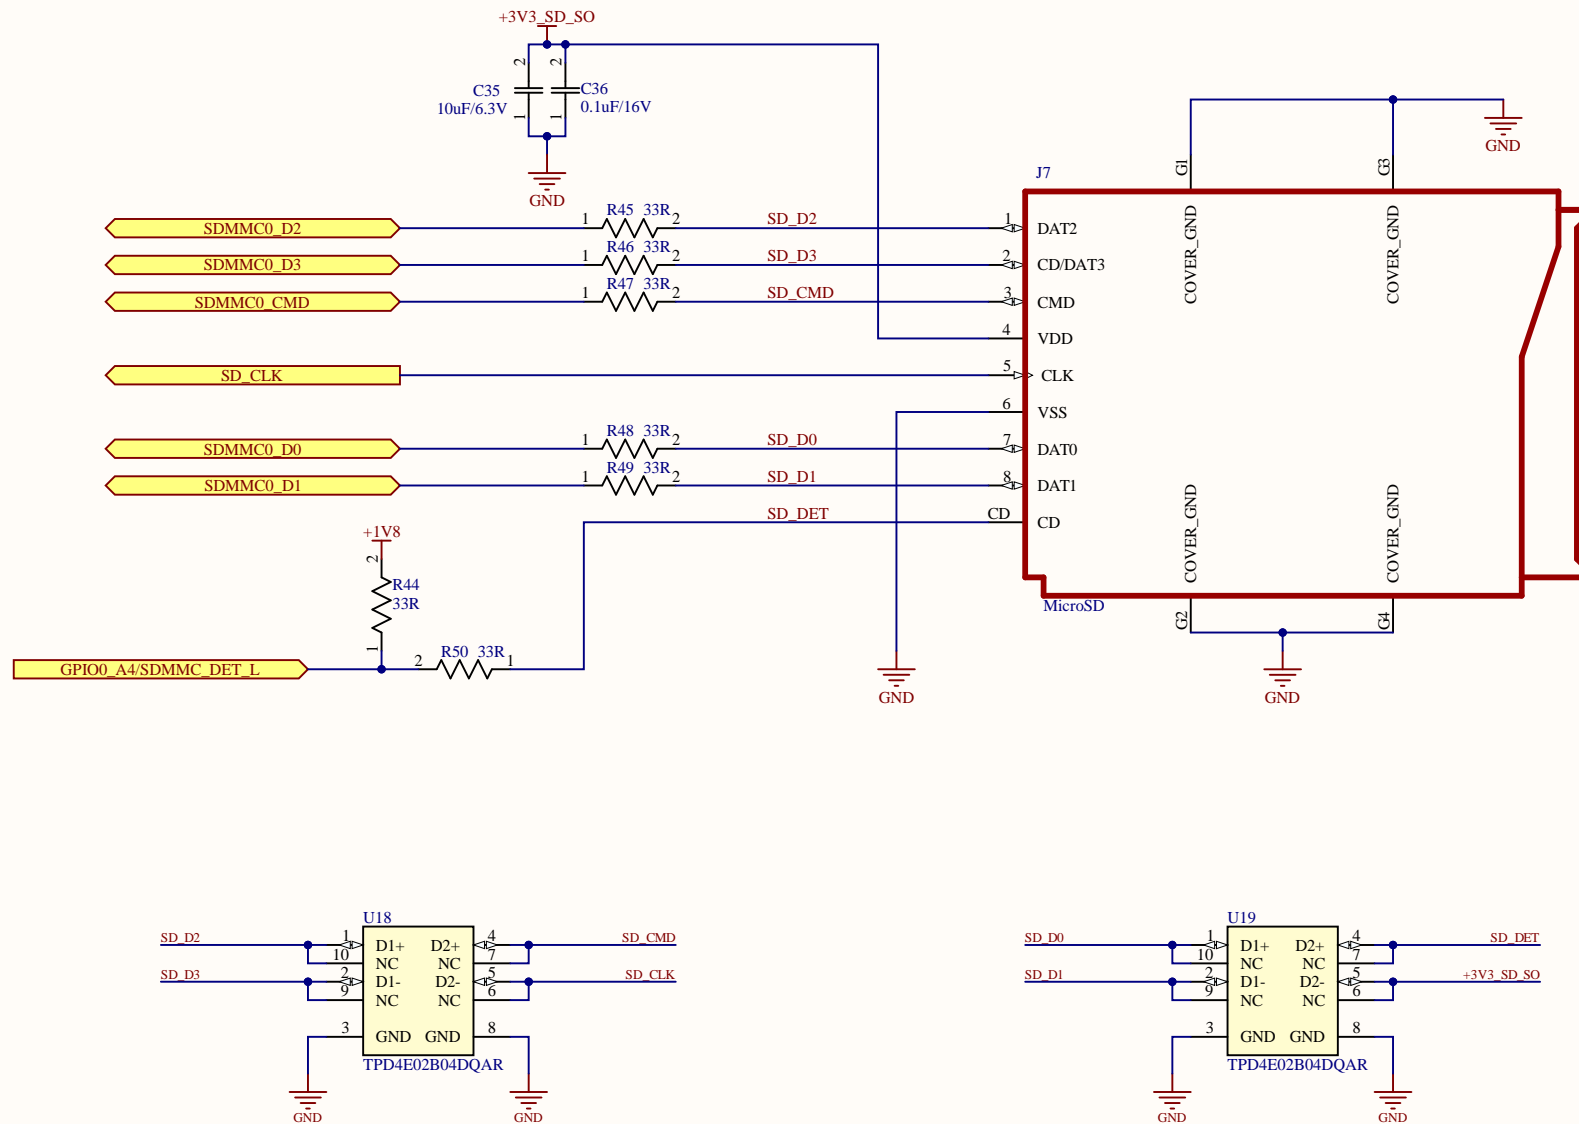 +3V3_SD_SO
2
2
C35
10uF/6.3V
C36
0.1uF/16V
1
1
GND
GND
J7
G1
G3
COVER_GND
COVER_GND
SDMMC0_D2
1
R45 33R
2
SD_D2
1
DAT2
SDMMC0_D3
1
R46 33R
2
SD_D3
2
CD/DAT3
SDMMC0_CMD
1
R47 33R
2
SD_CMD
3
CMD
4
VDD
SD_CLK
5
CLK
6
VSS
SDMMC0_D0
1
R48 33R
2
SD_D0
7
DAT0
SDMMC0_D1
1
R49 33R
2
SD_D1
8
DAT1
SD_DET
CD
CD
COVER_GND
COVER_GND
+1V8
2
R44
33R
1
MicroSD
G2
G4
GPIO0_A4/SDMMC_DET_L
2
R50 33R
1
GND
GND
U18
SD_D2
1
D1+
D2+
4
SD_CMD
10
NC
NC
7
SD_D3
2
D1-
D2-
5
SD_CLK
9
NC
NC
6
3
GND
GND
8
TPD4E02B04DQAR
GND
GND
U19
SD_D0
1
D1+
D2+
4
SD_DET
10
NC
NC
7
SD_D1
2
D1-
D2-
5
+3V3_SD_SO
9
NC
NC
6
3
GND
GND
8
TPD4E02B04DQAR
GND
GND